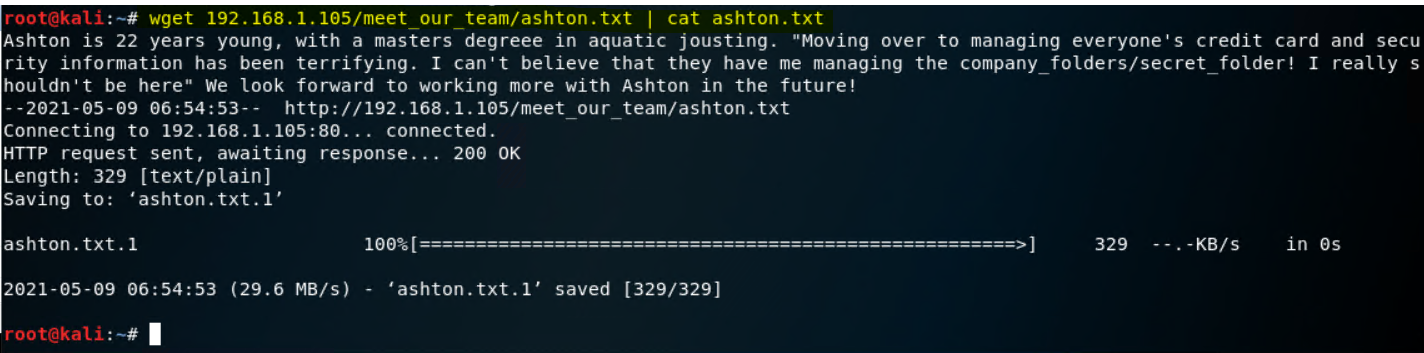 root@kali:~# wget 192.168.1.105/meet_our_team/ashton.txt | cat ashton.txt
Ashton is 22 years young, with a masters degreee in aquatic jousting. "Moving over to managing everyone's credit card and secu
rity information has been terrifying. I can't believe that they have me managing the company_folders/secret_folder! I really s
houldn't be here" We look forward to working more with Ashton in the future!
--2021-05-09 06:54:53--  http://192.168.1.105/meet_our_team/ashton.txt
Connecting to 192.168.1.105:80... connected.
HTTP request sent, awaiting response... 200 OK
Length: 329 [text/plain]
Saving to: ‘ashton.txt.1’
ashton.txt.1 100%[=====================================================>] 329 --.-KB/s in 0s
2021-05-09 06:54:53 (29.6 MB/s) - ‘ashton.txt.1’ saved [329/329]
root@kali:~#